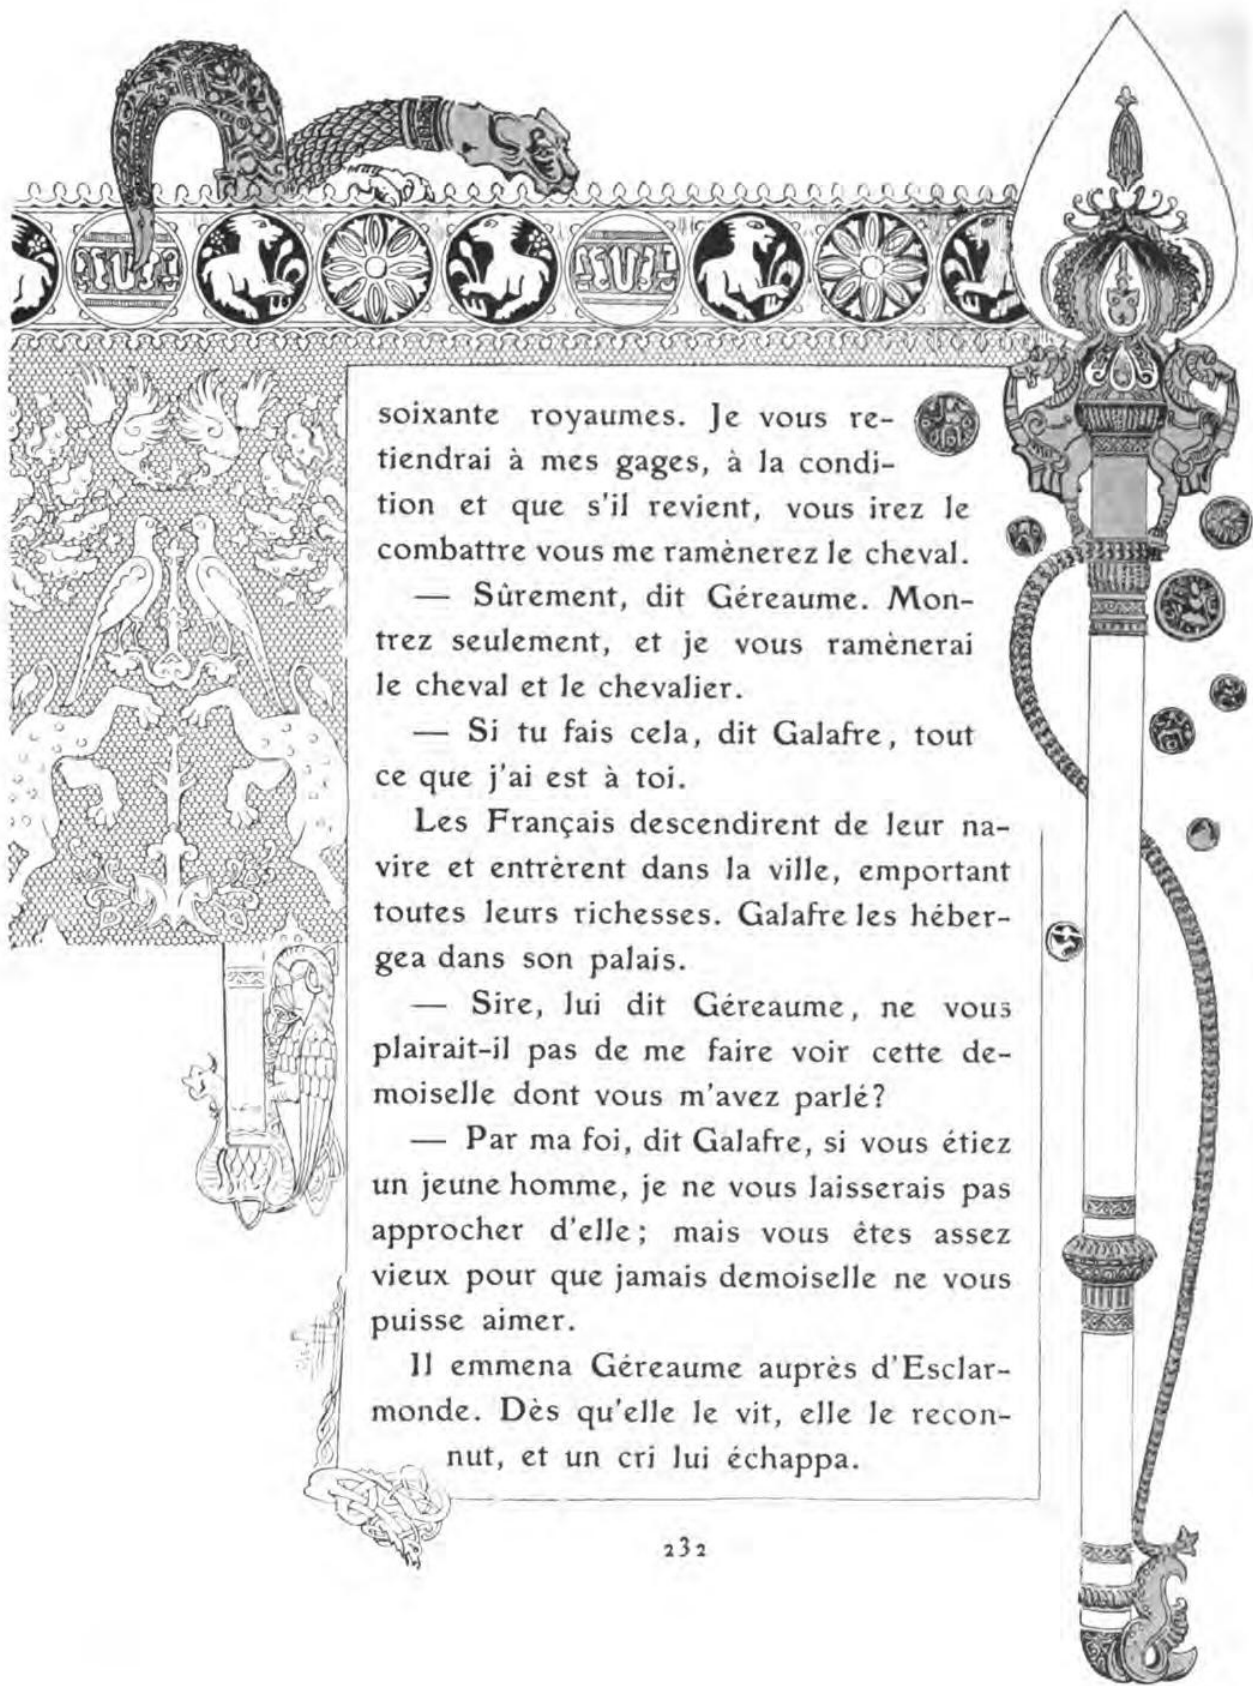 soixante royaumes. Je vous re-
tiendrai à mes gages, à la condi-
tion et que s'il revient, vous irez le
combattre vous me ramènerez le cheval.
— Sûrement, dit Géreaume. Mon-
trez seulement, et je vous ramènerai
le cheval et le chevalier.
— Si tu fais cela, dit Galafre, tout
ce que j'ai est à toi.
Les Français descendirent de leur na-
vire et entrèrent dans la ville, emportant
toutes leurs richesses. Galafre les héber-
gea dans son palais.
— Sire, lui dit Géreaume, ne vous
plairait-il pas de me faire voir cette de-
moiselle dont vous m'avez parlé?
— Par ma foi, dit Galafre, si vous étiez
un jeune homme, je ne vous laisserais pas
approcher d'elle; mais vous êtes assez
vieux pour que jamais demoiselle ne vous
puisse aimer.
Il emmena Géreaume auprès d'Esclar-
monde. Dès qu'elle le vit, elle le recon-
nut, et un cri lui échappa.
232